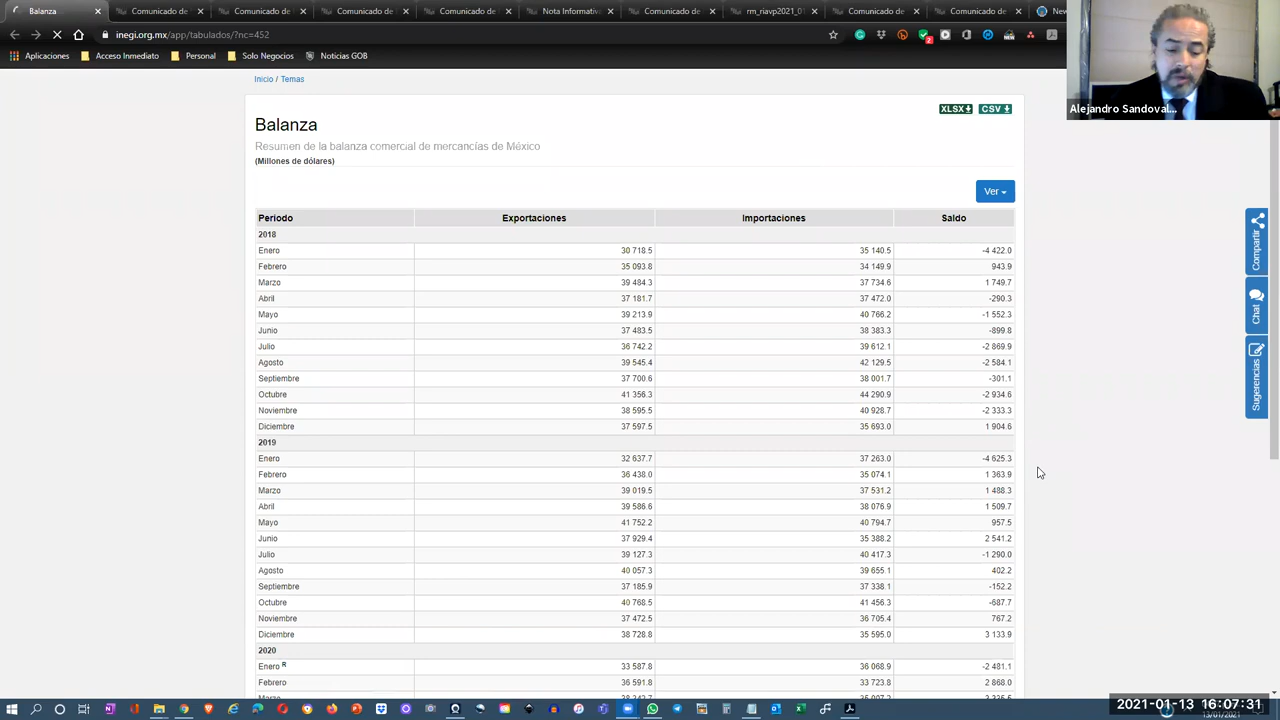 Balanza
Comunicado de
Comunicado de
Comunicado de
Comunicado de
Nota Informativ
Comunicado de
rm_riavp2021_0
Comunicado de
Comunicado de
New
inegi.org.mx/app/tabulados/?nc=452
2
Aplicaciones
Acceso Inmediato
Personal
Solo Negocios
Noticias GOB
Alejandro Sandoval...
Inicio / Temas
XLSX
CSV
Balanza
Resumen de la balanza comercial de mercancías de México
(Millones de dólares)
Ver
Periodo Exportaciones Importaciones Saldo
2018
Enero 30 718.5 35 140.5 -4 422.0
Febrero 35 093.8 34 149.9 943.9
Marzo 39 484.3 37 734.6 1 749.7
Abril 37 181.7 37 472.0 -290.3
Mayo 39 213.9 40 766.2 -1 552.3
Junio 37 483.5 38 383.3 -899.8
Julio 36 742.2 39 612.1 -2 869.9
Agosto 39 545.4 42 129.5 -2 584.1
Septiembre 37 700.6 38 001.7 -301.1
Octubre 41 356.3 44 290.9 -2 934.6
Noviembre 38 595.5 40 928.7 -2 333.3
Diciembre 37 597.5 35 693.0 1 904.6
2019
Enero 32 637.7 37 263.0 -4 625.3
Febrero 36 438.0 35 074.1 1 363.9
Marzo 39 019.5 37 531.2 1 488.3
Abril 39 586.6 38 076.9 1 509.7
Mayo 41 752.2 40 794.7 957.5
Junio 37 929.4 35 388.2 2 541.2
Julio 39 127.3 40 417.3 -1 290.0
Agosto 40 057.3 39 655.1 402.2
Septiembre 37 185.9 37 338.1 -152.2
Octubre 40 768.5 41 456.3 -687.7
Noviembre 37 472.5 36 705.4 767.2
Diciembre 38 728.8 35 595.0 3 133.9
2020
Enero R 33 587.8 36 068.9 -2 481.1
Febrero 36 591.8 33 723.8 2 868.0
Compartir
Chat
Sugerencias
2021-01-13 16:07:31
13/01/2021